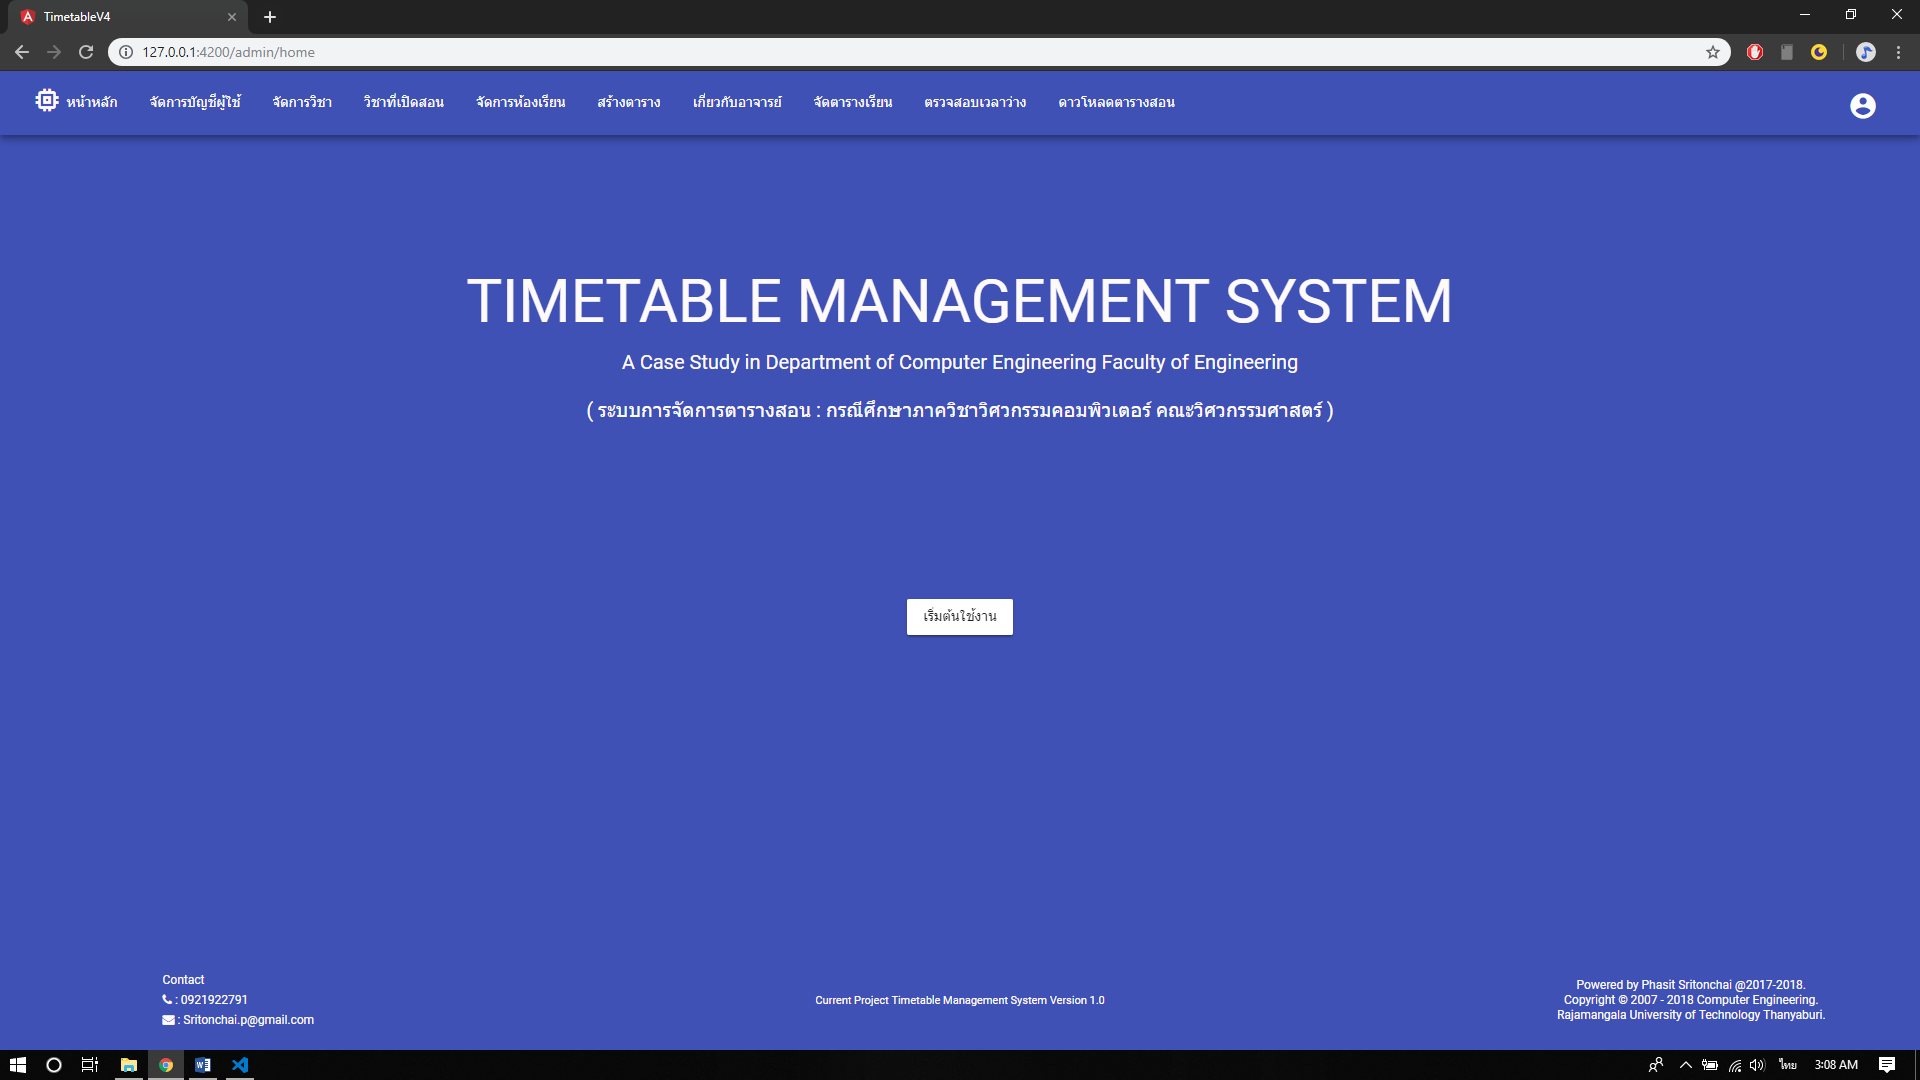 TimetableV4
127.0.0.1:4200/admin/home
หน้าหลัก จัดการบัญชีผู้ใช้ จัดการวิชา วิชาที่เปิดสอน จัดการห้องเรียน สร้างตาราง เกี่ยวกับอาจารย์ จัดตารางเรียน ตรวจสอบเวลาว่าง ดาวโหลดตารางสอน
TIMETABLE MANAGEMENT SYSTEM
A Case Study in Department of Computer Engineering Faculty of Engineering
( ระบบการจัดการตารางสอน : กรณีศึกษาภาควิชาวิศวกรรมคอมพิวเตอร์ คณะวิศวกรรมศาสตร์ )
เริ่มต้นใช้งาน
Contact
: 0921922791
: Sritonchai.p@gmail.com
Current Project Timetable Management System Version 1.0
Powered by Phasit Sritonchai @2017-2018.
Copyright © 2007 - 2018 Computer Engineering.
Rajamangala University of Technology Thanyaburi.
ไทย 3:08 AM